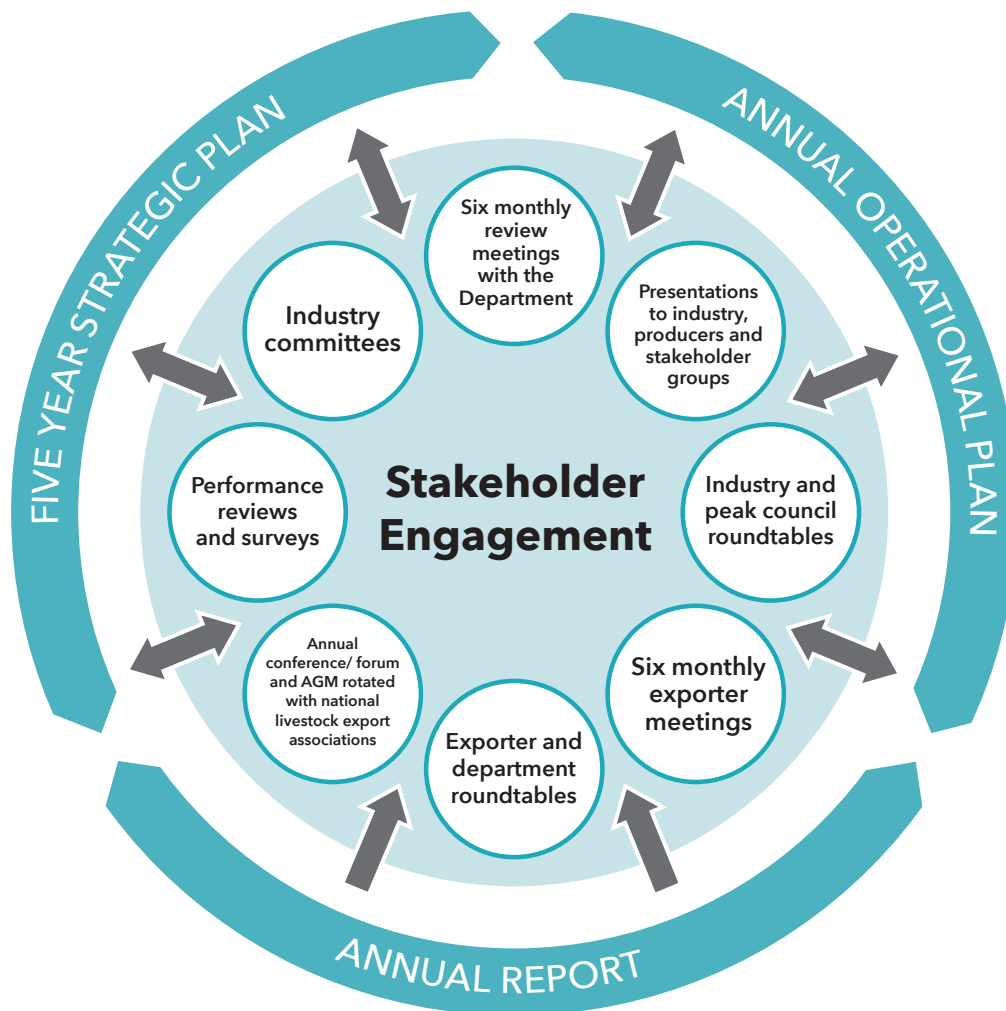 FIVE YEAR STRATEGIC PLAN
ANNUAL OPERATIONAL PLAN
Six monthly
review
meetings
with the
Department
Presentations
to industry,
producers and
stakeholder
groups
Industry and
peak council
roundtables
Six monthly
exporter
meetings
Exporter and
department
roundtables
Annual
conference/ forum
and AGM rotated
with national
livestock export
associations
Performance
reviews
and surveys
Industry
committees
Stakeholder
Engagement
ANNUAL REPORT